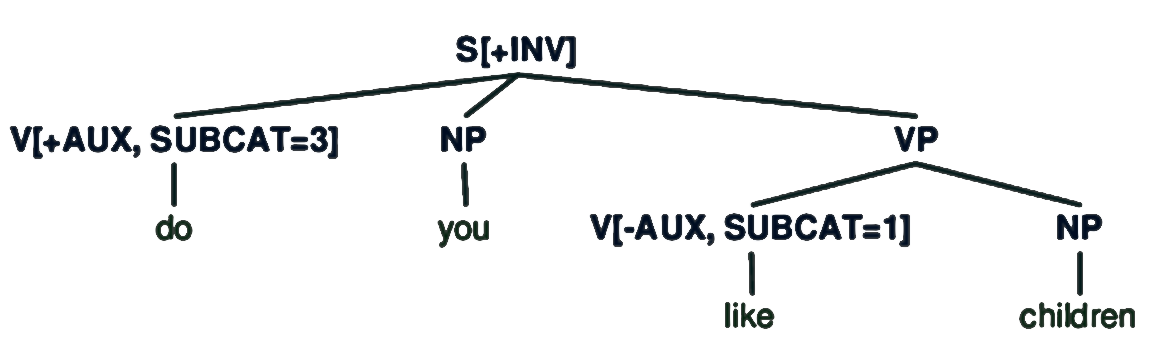 S[+INV]
V[+AUX, SUBCAT=3] NP VP
do you V[-AUX, SUBCAT=1] NP
like children